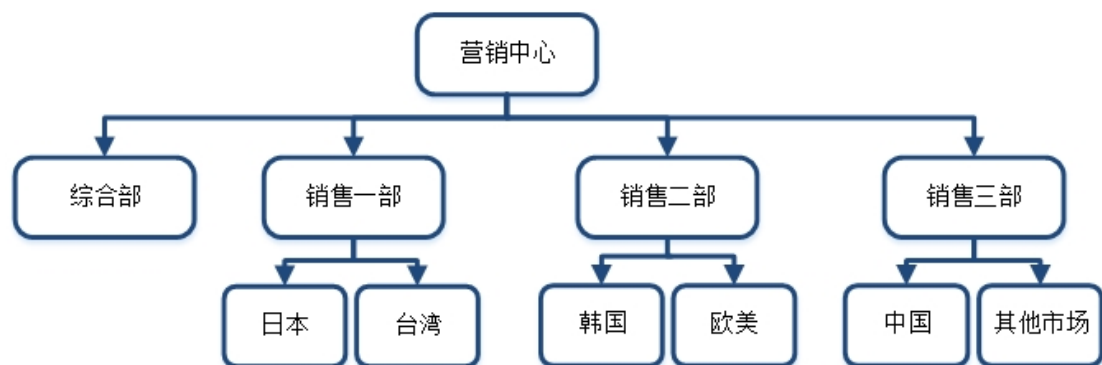 营销中心
综合部
销售一部
销售二部
销售三部
日本
台湾
韩国
欧美
中国
其他市场